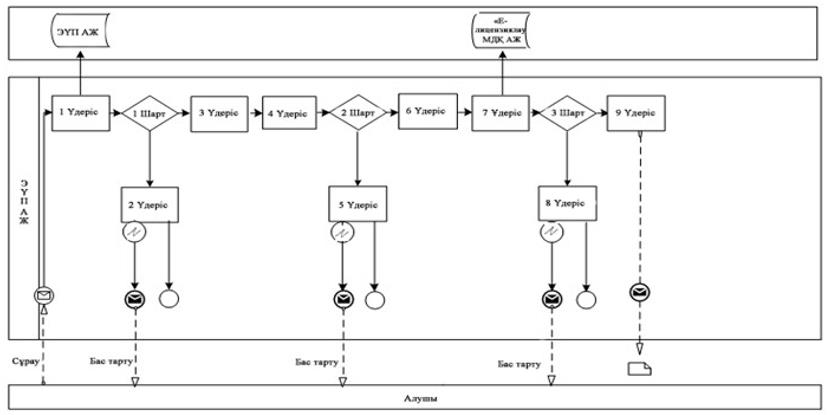 ЭҮП АЖ
«Е-
лицензиялау
МДҚ АЖ
ЭҮП АЖ
1 Үдеріс
1 Шарт
3 Үдеріс
4 Үдеріс
2 Шарт
6 Үдеріс
7 Үдеріс
3 Шарт
9 Үдеріс
2 Үдеріс
5 Үдеріс
8 Үдеріс
Сұрау
Бас тарту
Бас тарту
Бас тарту
Алушы